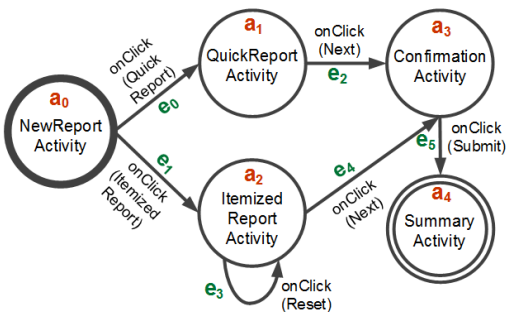 a0
NewReport
Activity
onClick
(Quick
Report)
e0
a1
QuickReport
Activity
onClick
(Next)
e2
a3
Confirmation
Activity
e1
onClick
(Itemized
Report)
a2
Itemized
Report
Activity
e3
onClick
(Reset)
e4
onClick
(Next)
e5
onClick
(Submit)
a4
Summary
Activity